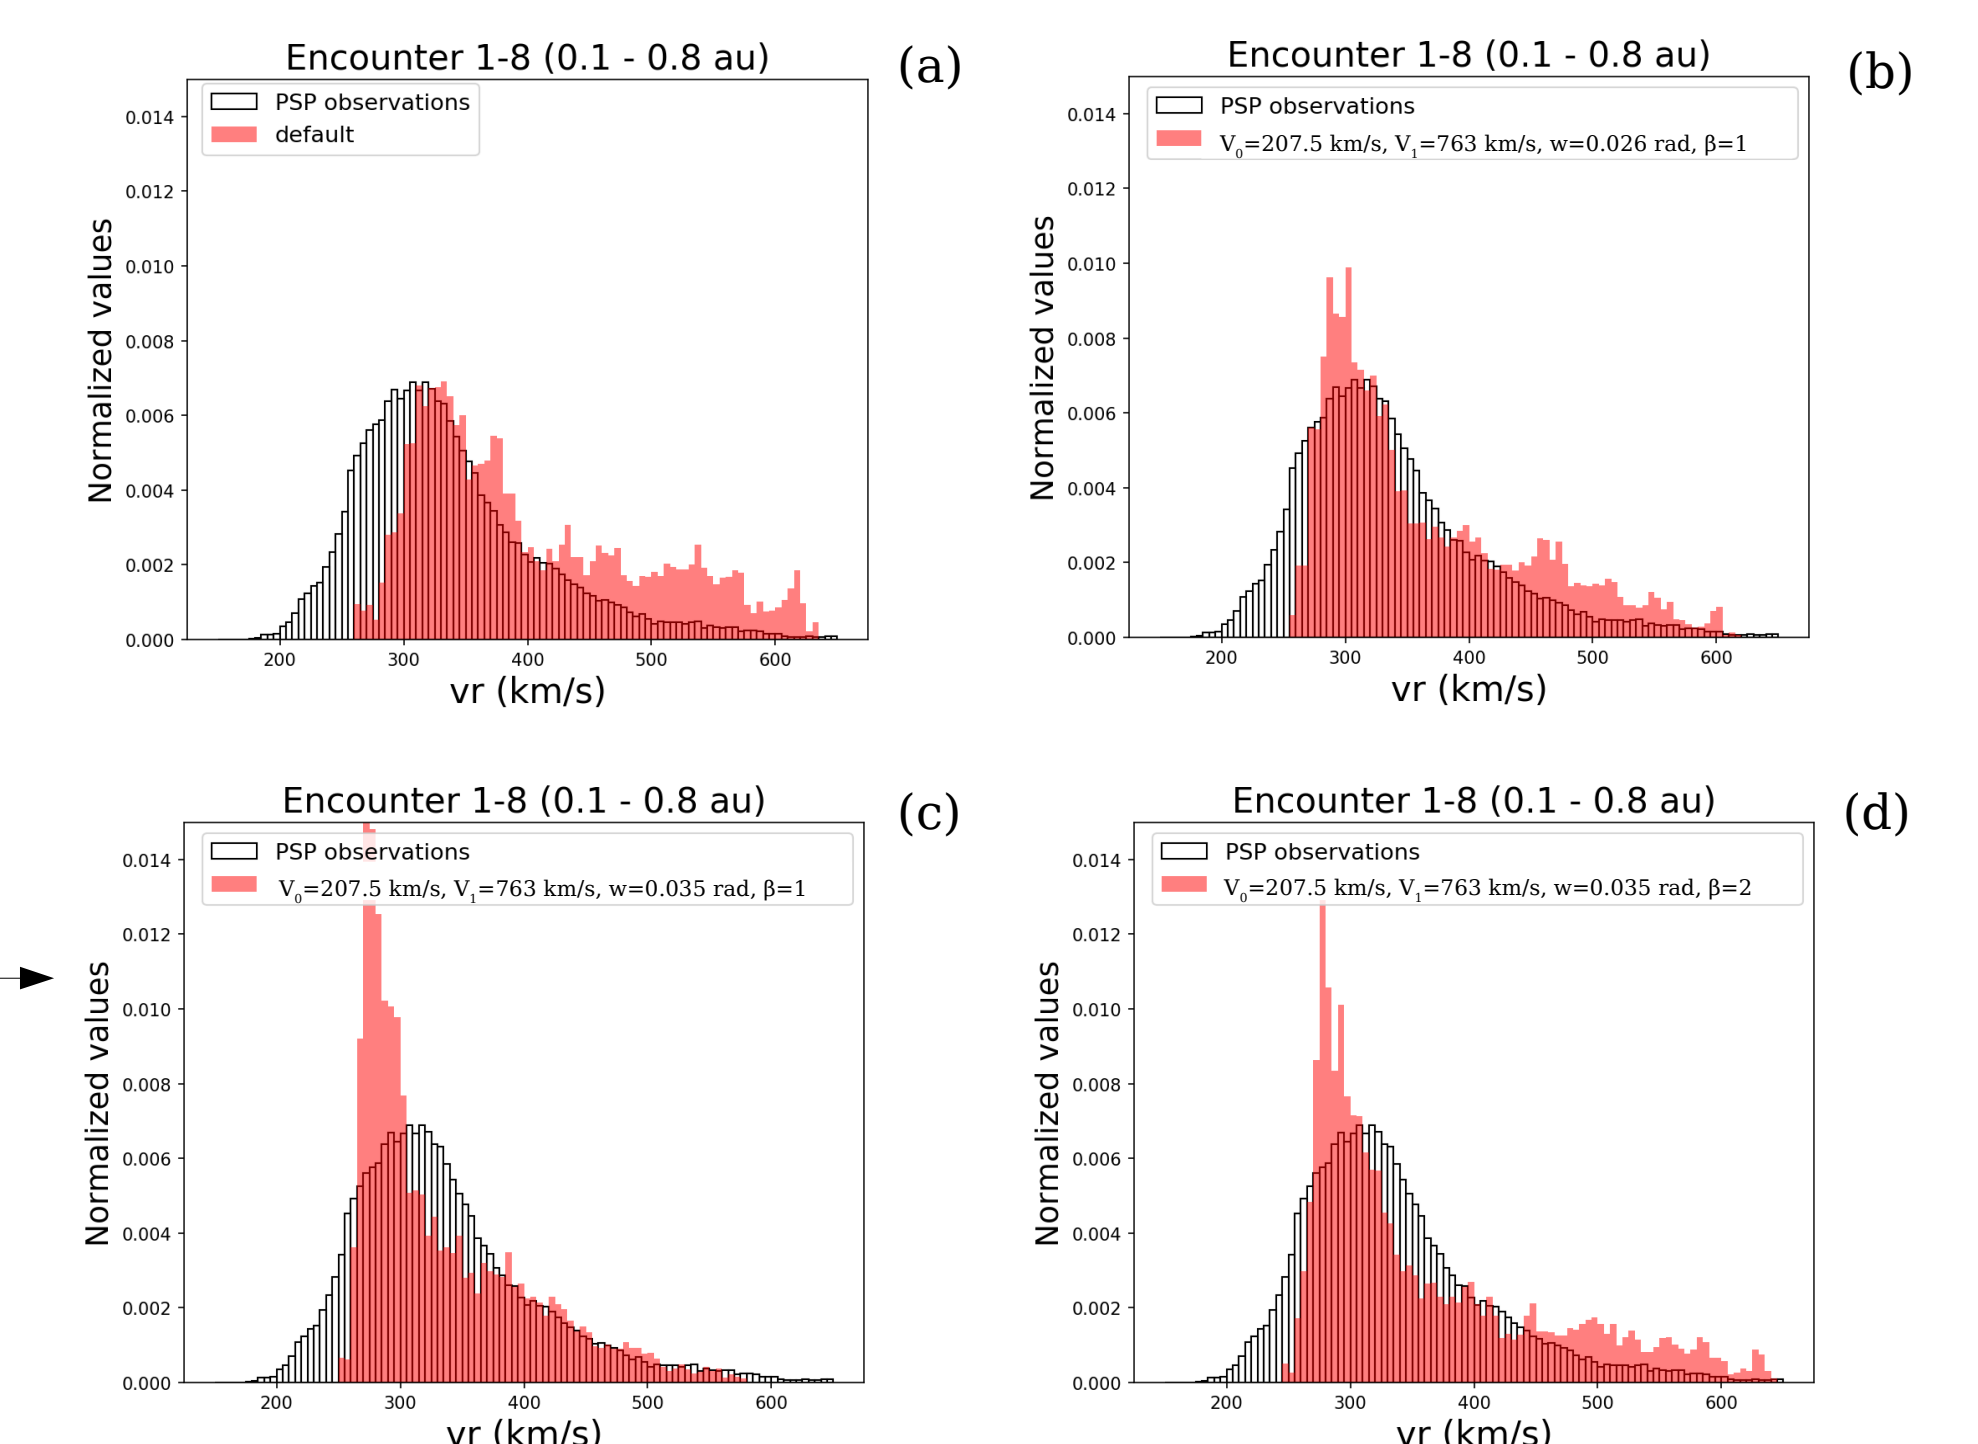 Encounter 1-8 (0.1 - 0.8 au)
(a)
PSP observations
default
0.014
0.012
0.010
0.008
0.006
0.004
0.002
0.000
Normalized values
200 300 400 500 600
vr (km/s)
Encounter 1-8 (0.1 - 0.8 au)
(b)
PSP observations
V₀=207.5 km/s, V₁=763 km/s, w=0.026 rad, β=1
0.014
0.012
0.010
0.008
0.006
0.004
0.002
0.000
Normalized values
200 300 400 500 600
vr (km/s)
Encounter 1-8 (0.1 - 0.8 au)
(c)
PSP observations
V₀=207.5 km/s, V₁=763 km/s, w=0.035 rad, β=1
0.014
0.012
0.010
0.008
0.006
0.004
0.002
0.000
Normalized values
200 300 400 500 600
vr (km/s)
Encounter 1-8 (0.1 - 0.8 au)
(d)
PSP observations
V₀=207.5 km/s, V₁=763 km/s, w=0.035 rad, β=2
0.014
0.012
0.010
0.008
0.006
0.004
0.002
0.000
Normalized values
200 300 400 500 600
vr (km/s)